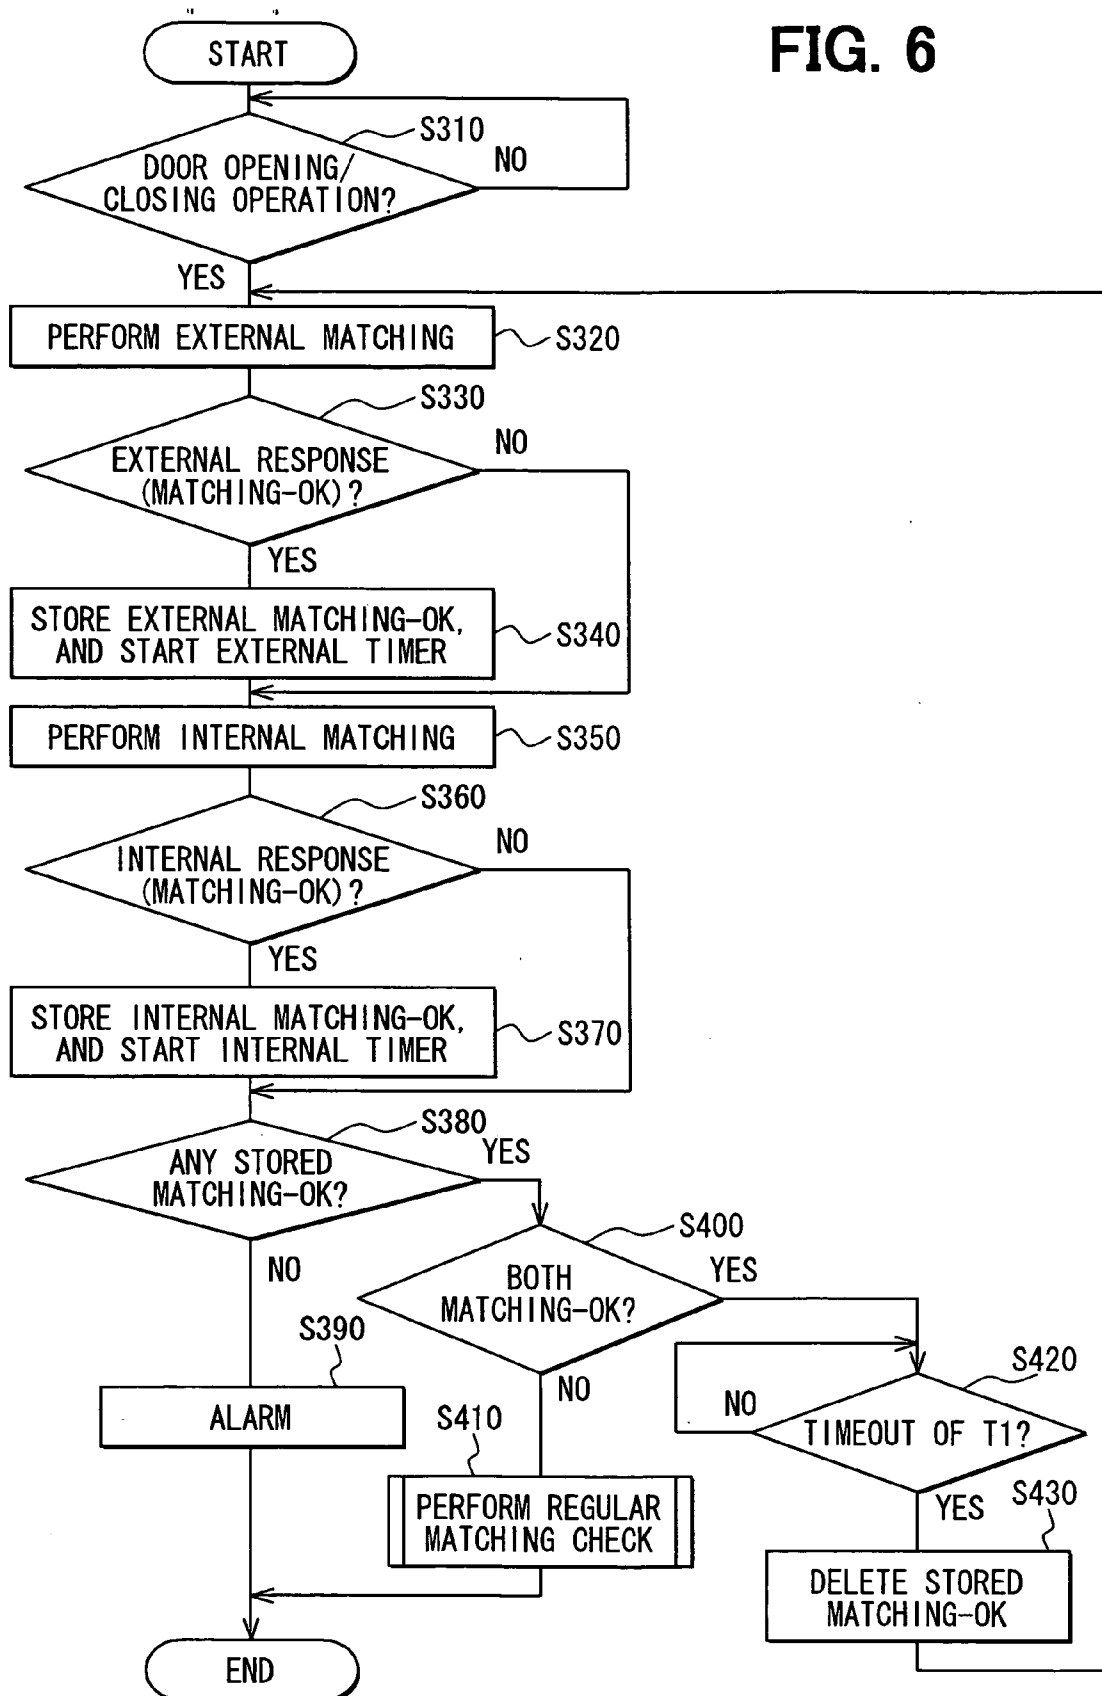 FIG. 6
START
S310
DOOR OPENING/
CLOSING OPERATION?
NO
YES
PERFORM EXTERNAL MATCHING
S320
S330
EXTERNAL RESPONSE
(MATCHING-OK)?
NO
YES
STORE EXTERNAL MATCHING-OK,
AND START EXTERNAL TIMER
S340
PERFORM INTERNAL MATCHING
S350
S360
INTERNAL RESPONSE
(MATCHING-OK)?
NO
YES
STORE INTERNAL MATCHING-OK,
AND START INTERNAL TIMER
S370
S380
ANY STORED
MATCHING-OK?
YES
NO
S400
BOTH
MATCHING-OK?
YES
NO
S390
ALARM
S410
PERFORM REGULAR
MATCHING CHECK
S420
TIMEOUT OF T1?
NO
YES
S430
DELETE STORED
MATCHING-OK
END